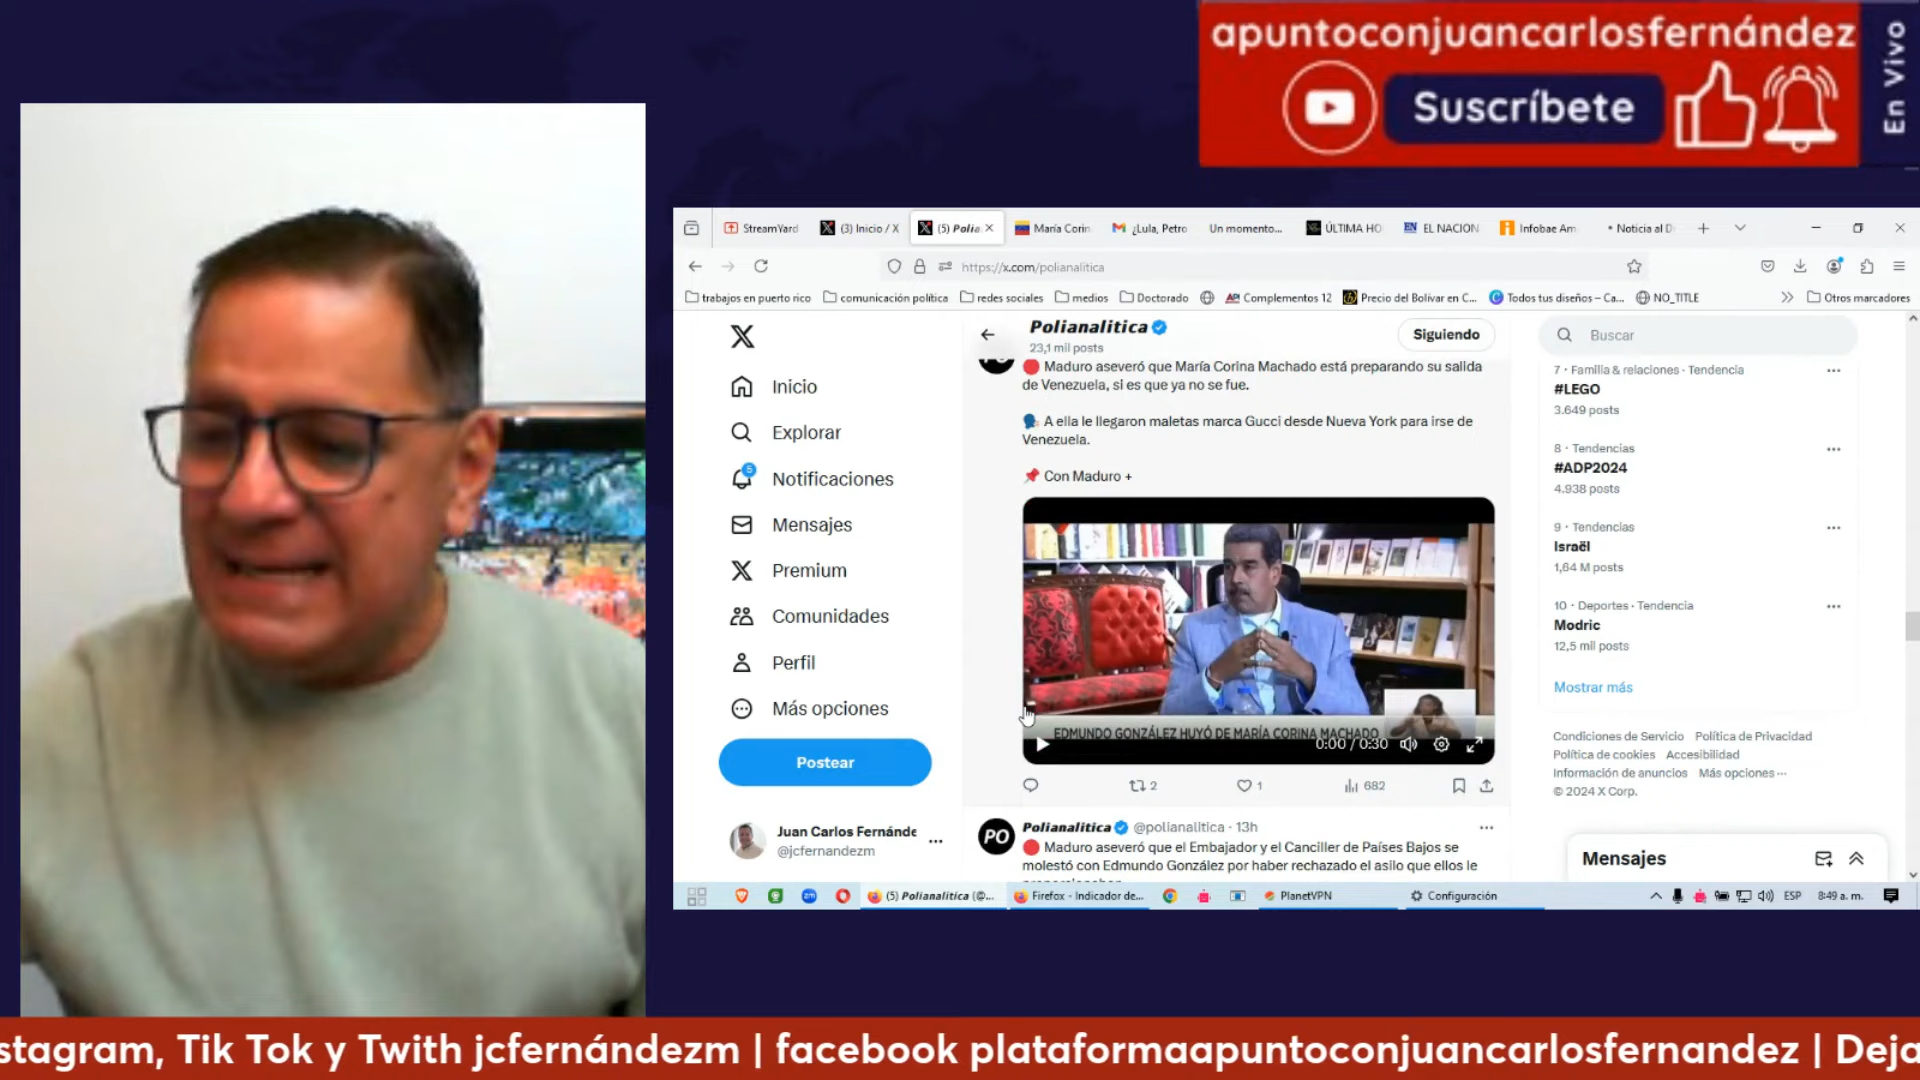 apuntoconjuancarlosfernández
Suscríbete
En Vivo
StreamYard
(3) Inicio / X
(5) Polia
María Corin
¿Lula, Petro
Un momento...
ÚLTIMA HO
EN EL NACION
Infobae Am
• Noticia al D
https://x.com/polianalitica
trabajos en puerto rico
comunicación política
redes sociales
medios
Doctorado
API Complementos 12
Precio del Bolívar en C...
Todos tus diseños – Ca...
NO_TITLE
Otros marcadores
Inicio
Explorar
5
Notificaciones
Mensajes
Premium
Comunidades
Perfil
Más opciones
Postear
Juan Carlos Fernánde
@jcfernandezm
Polianalitica
23,1 mil posts
Siguiendo
Maduro aseveró que María Corina Machado está preparando su salida
de Venezuela, si es que ya no se fue.
A ella le llegaron maletas marca Gucci desde Nueva York para irse de
Venezuela.
Con Maduro +
EDMUNDO GONZÁLEZ HUYÓ DE MARÍA CORINA MACHADO
0:00 / 0:30
2
1
682
PO
Polianalitica @polianalitica · 13h
Maduro aseveró que el Embajador y el Canciller de Países Bajos se
molestó con Edmundo González por haber rechazado el asilo que ellos le
Buscar
7 · Familia & relaciones · Tendencia
#LEGO
3.649 posts
8 · Tendencias
#ADP2024
4.938 posts
9 · Tendencias
Israël
1,64 M posts
10 · Deportes · Tendencia
Modric
12,5 mil posts
Mostrar más
Condiciones de Servicio Política de Privacidad
Política de cookies Accesibilidad
Información de anuncios Más opciones ···
© 2024 X Corp.
Mensajes
zm
(5) Polianalitica (@...
Firefox - Indicador de...
PlanetVPN
Configuración
ESP
8:49 a. m.
stagram, Tik Tok y Twith jcfernándezm | facebook plataformaapuntoconjuancarlosfernandez | Deja